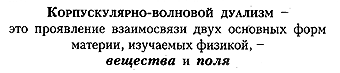 КОРПУСКУЛЯРНО-ВОЛНОВОЙ ДУАЛИЗМ –
это проявление взаимосвязи двух основных форм
материи, изучаемых физикой, –
вещества и поля